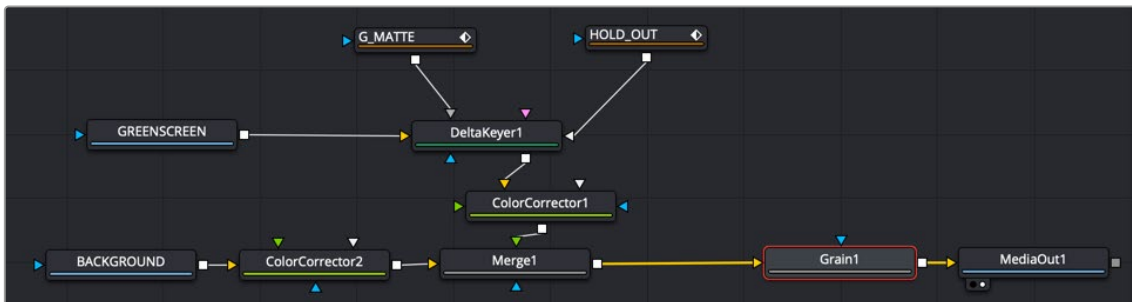 G_MATTE
HOLD_OUT
GREENSCREEN
DeltaKeyer1
ColorCorrector1
BACKGROUND
ColorCorrector2
Merge1
Grain1
MediaOut1